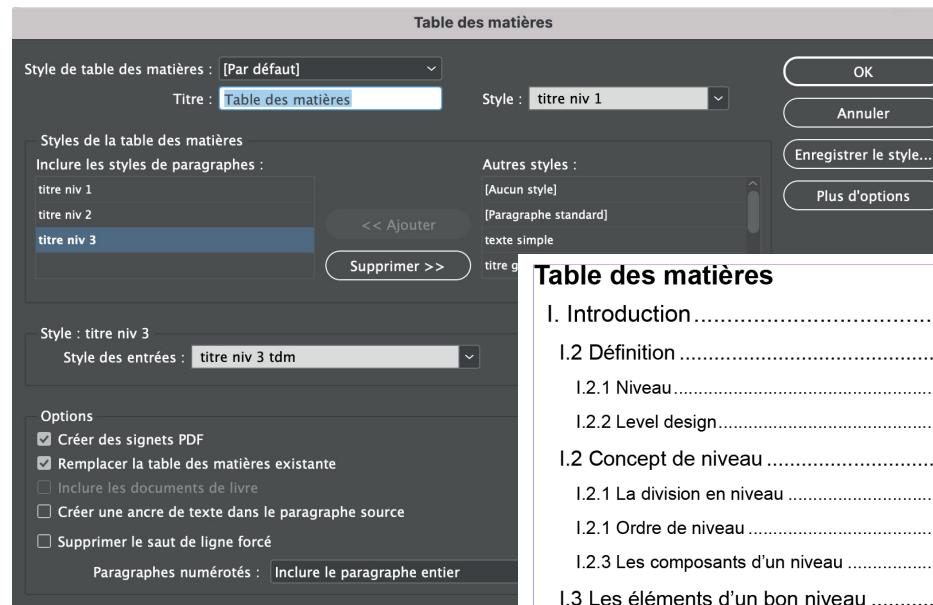 Table des matières
Style de table des matières : [Par défaut]
Titre : Table des matières
Style : titre niv 1
OK
Annuler
Enregistrer le style...
Plus d'options
Styles de la table des matières
Inclure les styles de paragraphes :
titre niv 1
titre niv 2
titre niv 3
<< Ajouter
Supprimer >>
Autres styles :
[Aucun style]
[Paragraphe standard]
texte simple
titre g
Style : titre niv 3
Style des entrées : titre niv 3 tdm
Options
Créer des signets PDF
Remplacer la table des matières existante
Inclure les documents de livre
Créer une ancre de texte dans le paragraphe source
Supprimer le saut de ligne forcé
Paragraphes numérotés : Inclure le paragraphe entier
Table des matières
I. Introduction....................................
I.2 Définition ......................................
I.2.1 Niveau..........................................
I.2.2 Level design..................................
I.2 Concept de niveau .........................
I.2.1 La division en niveau ..........................
I.2.1 Ordre de niveau ................................
I.2.3 Les composants d'un niveau .................
I.3 Les éléments d'un bon niveau ...........